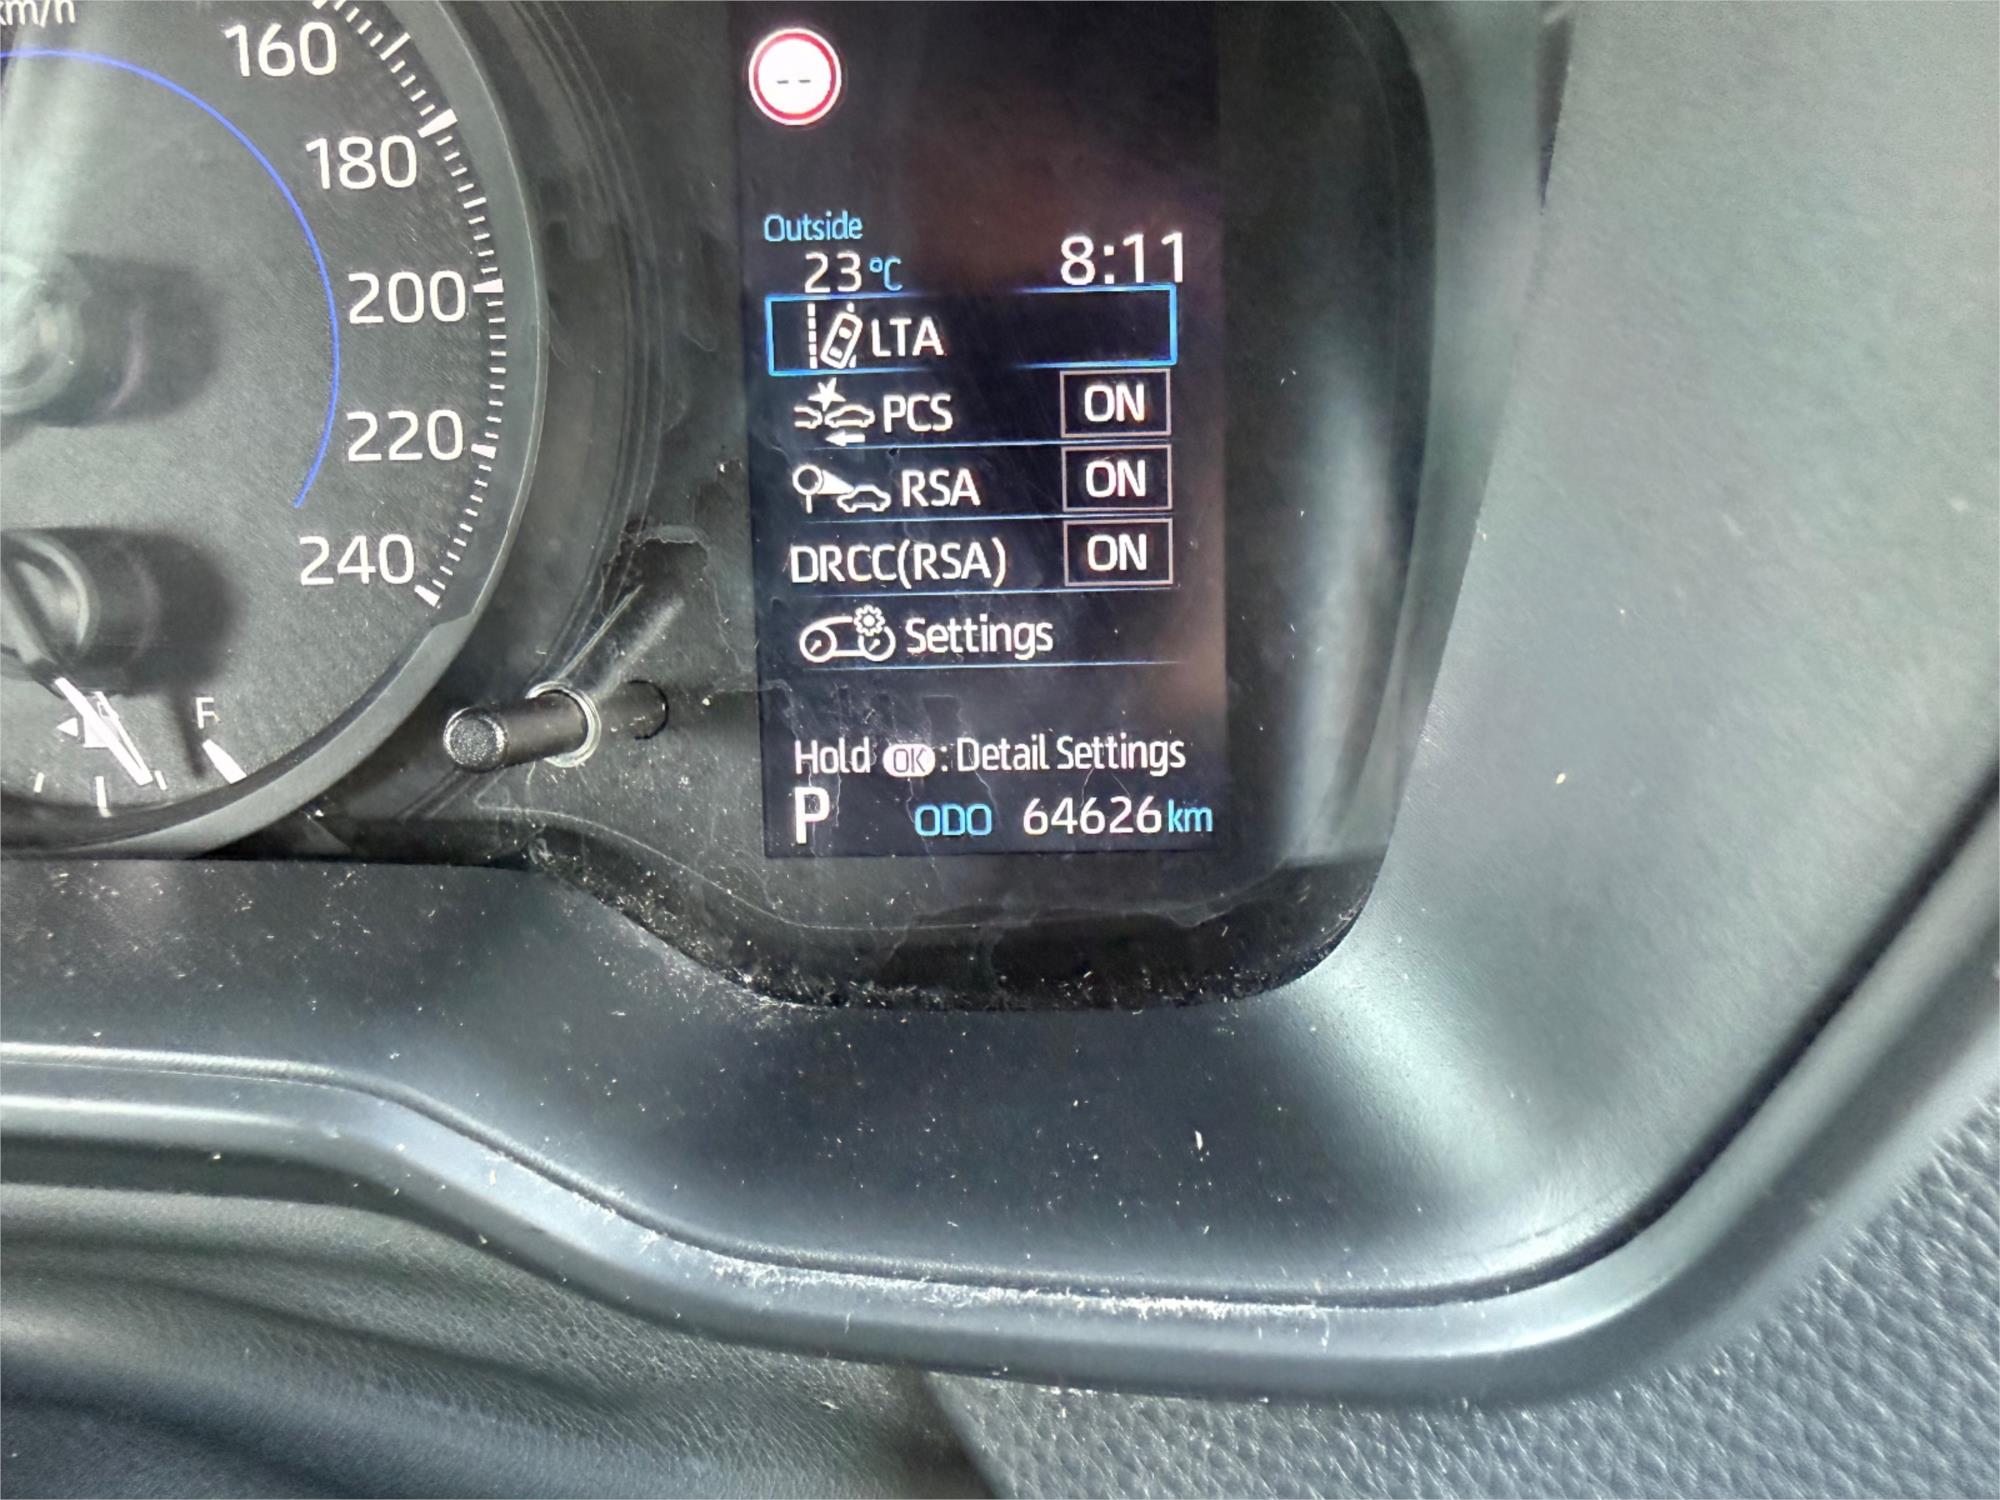 km/h
160
180
200
220
240
F
--
Outside
23°C 8:11
LTA
PCS ON
RSA ON
DRCC(RSA) ON
Settings
Hold OK: Detail Settings
P ODO 64626km